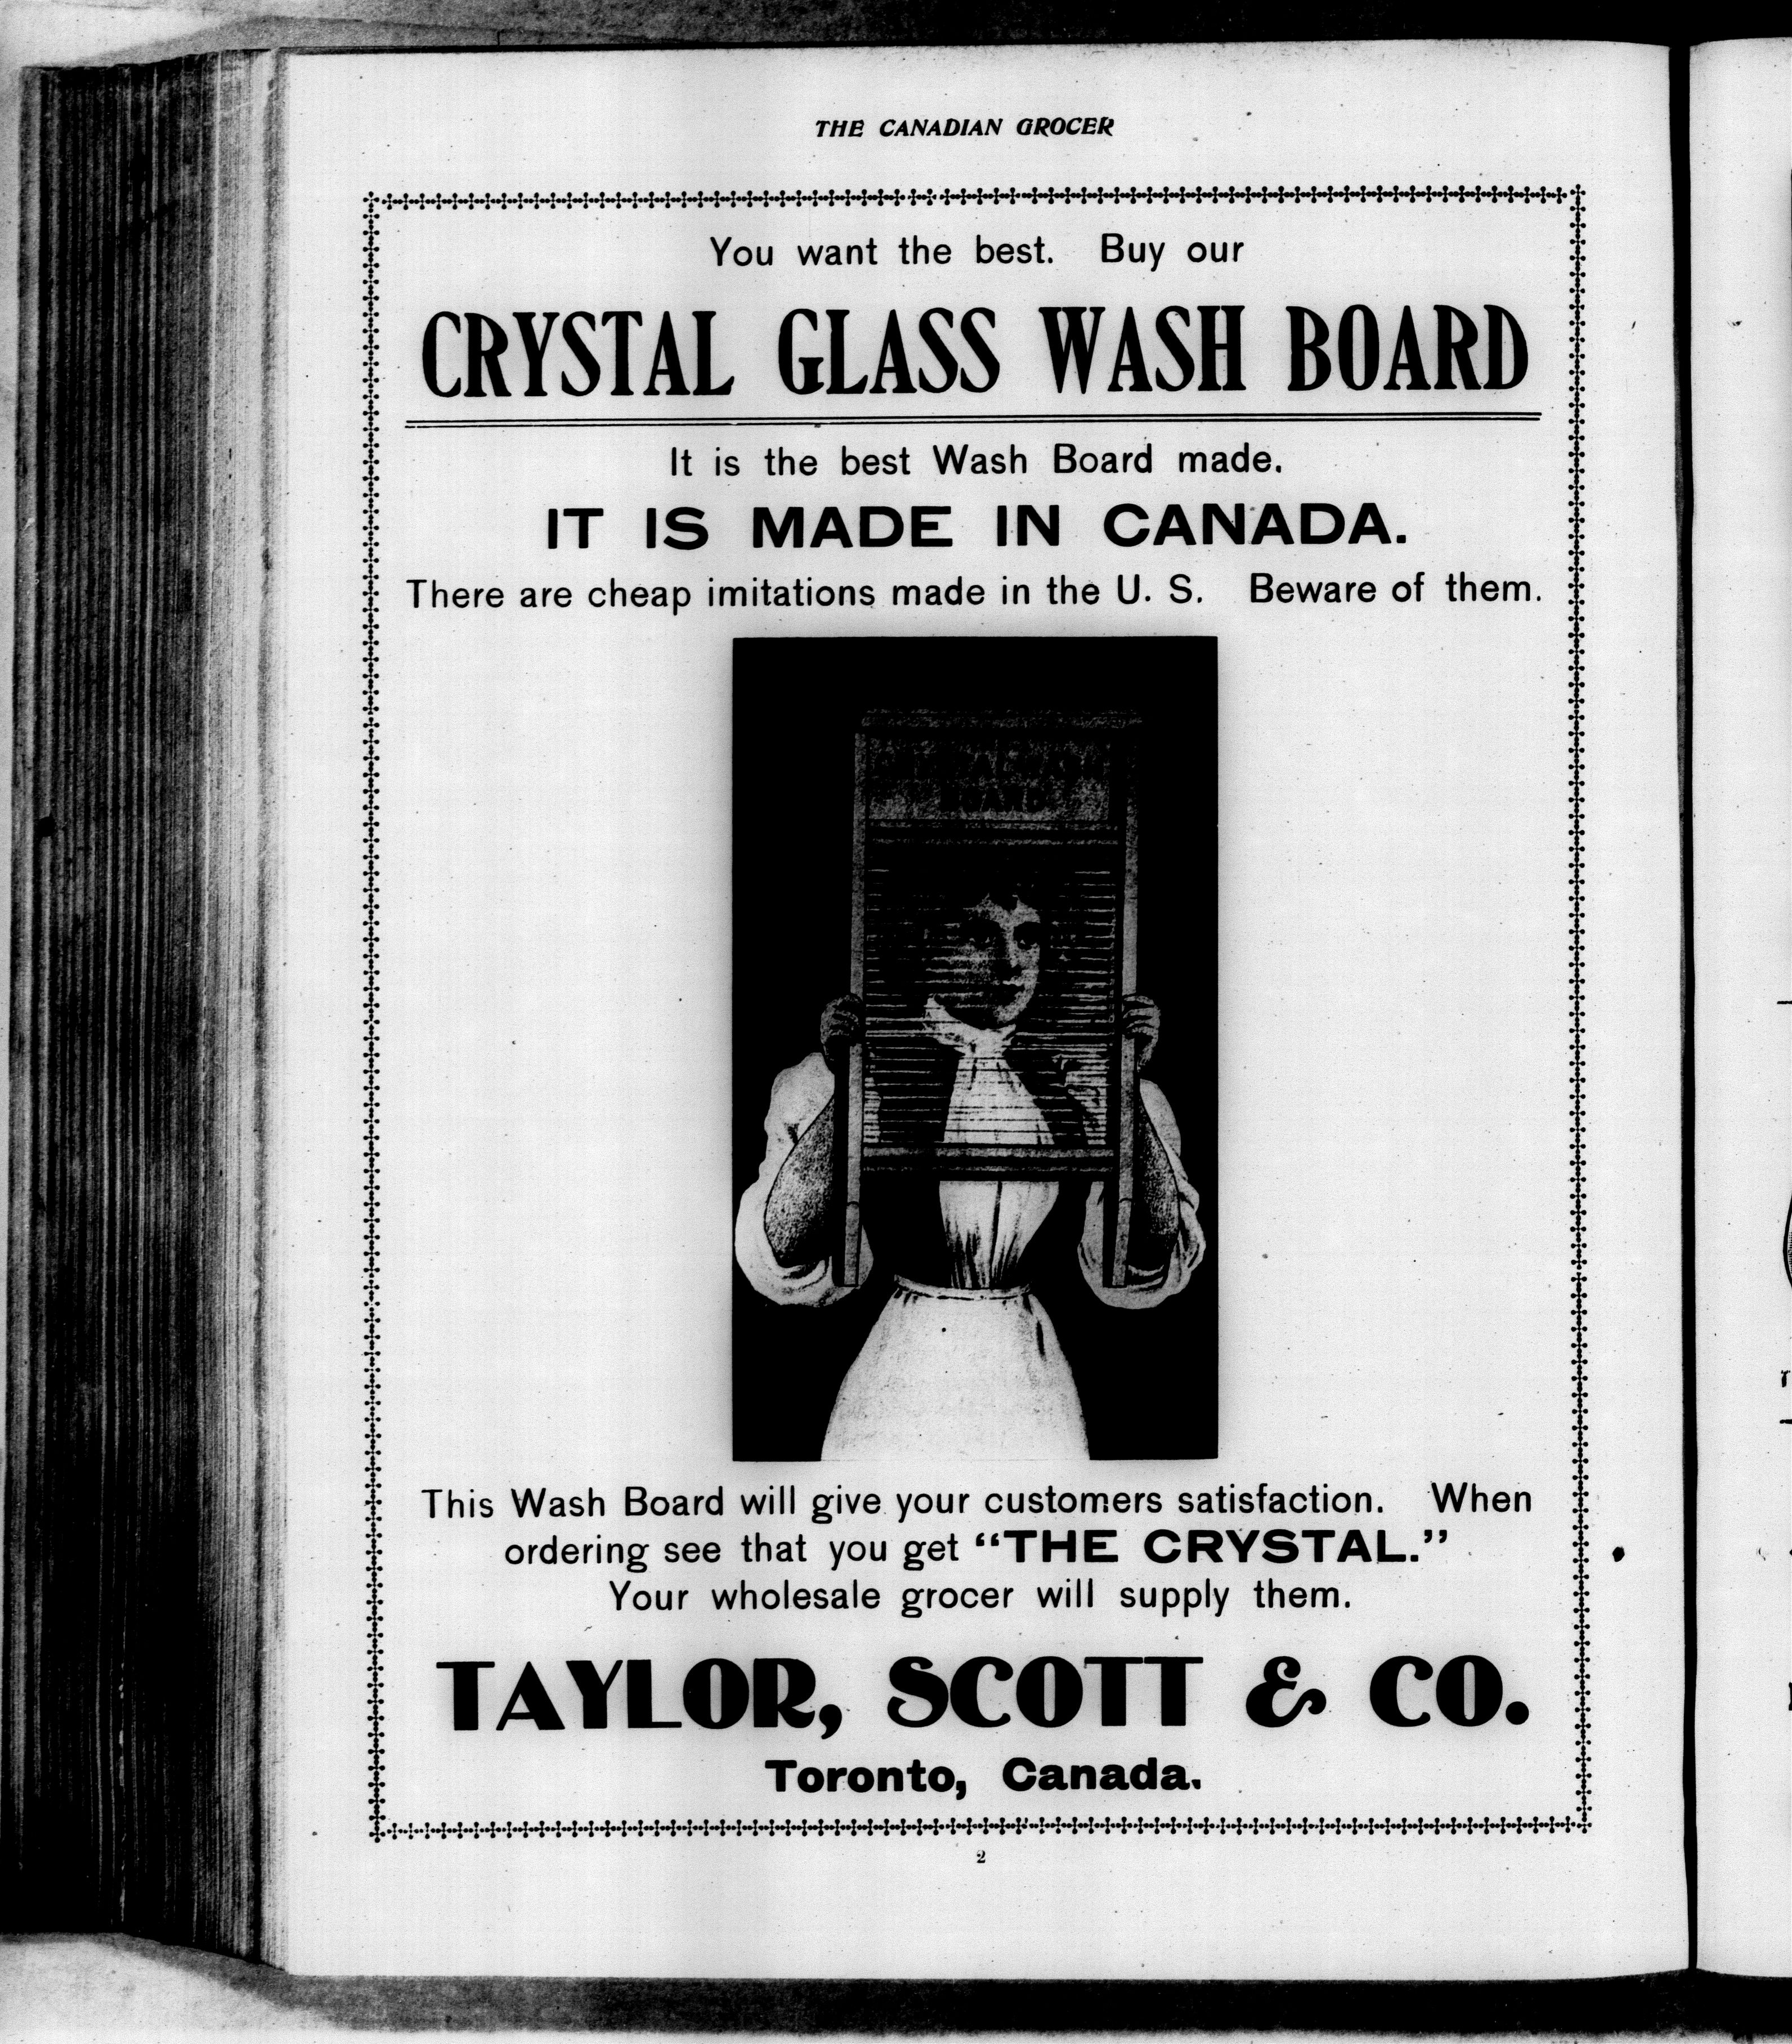 THE CANADIAN GROCER
You want the best. Buy our
CRYSTAL GLASS WASH BOARD
It is the best Wash Board made.
IT IS MADE IN CANADA.
There are cheap imitations made in the U. S. Beware of them.
BOARD
This Wash Board will give your customers satisfaction. When
ordering see that you get “THE CRYSTAL.”
Your wholesale grocer will supply them.
TAYLOR, SCOTT & CO.
Toronto, Canada.
2